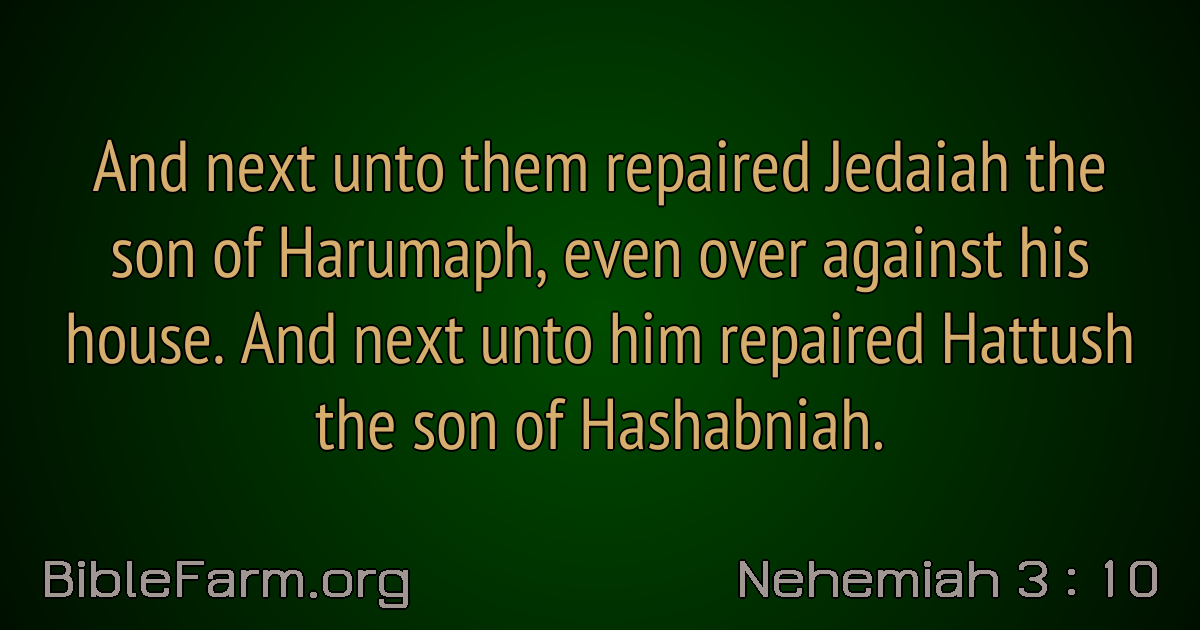 And next unto them repaired Jedaiah the
son of Harumaph, even over against his
house. And next unto him repaired Hattush
the son of Hashabniah.
BibleFarm.org
Nehemiah 3 : 10